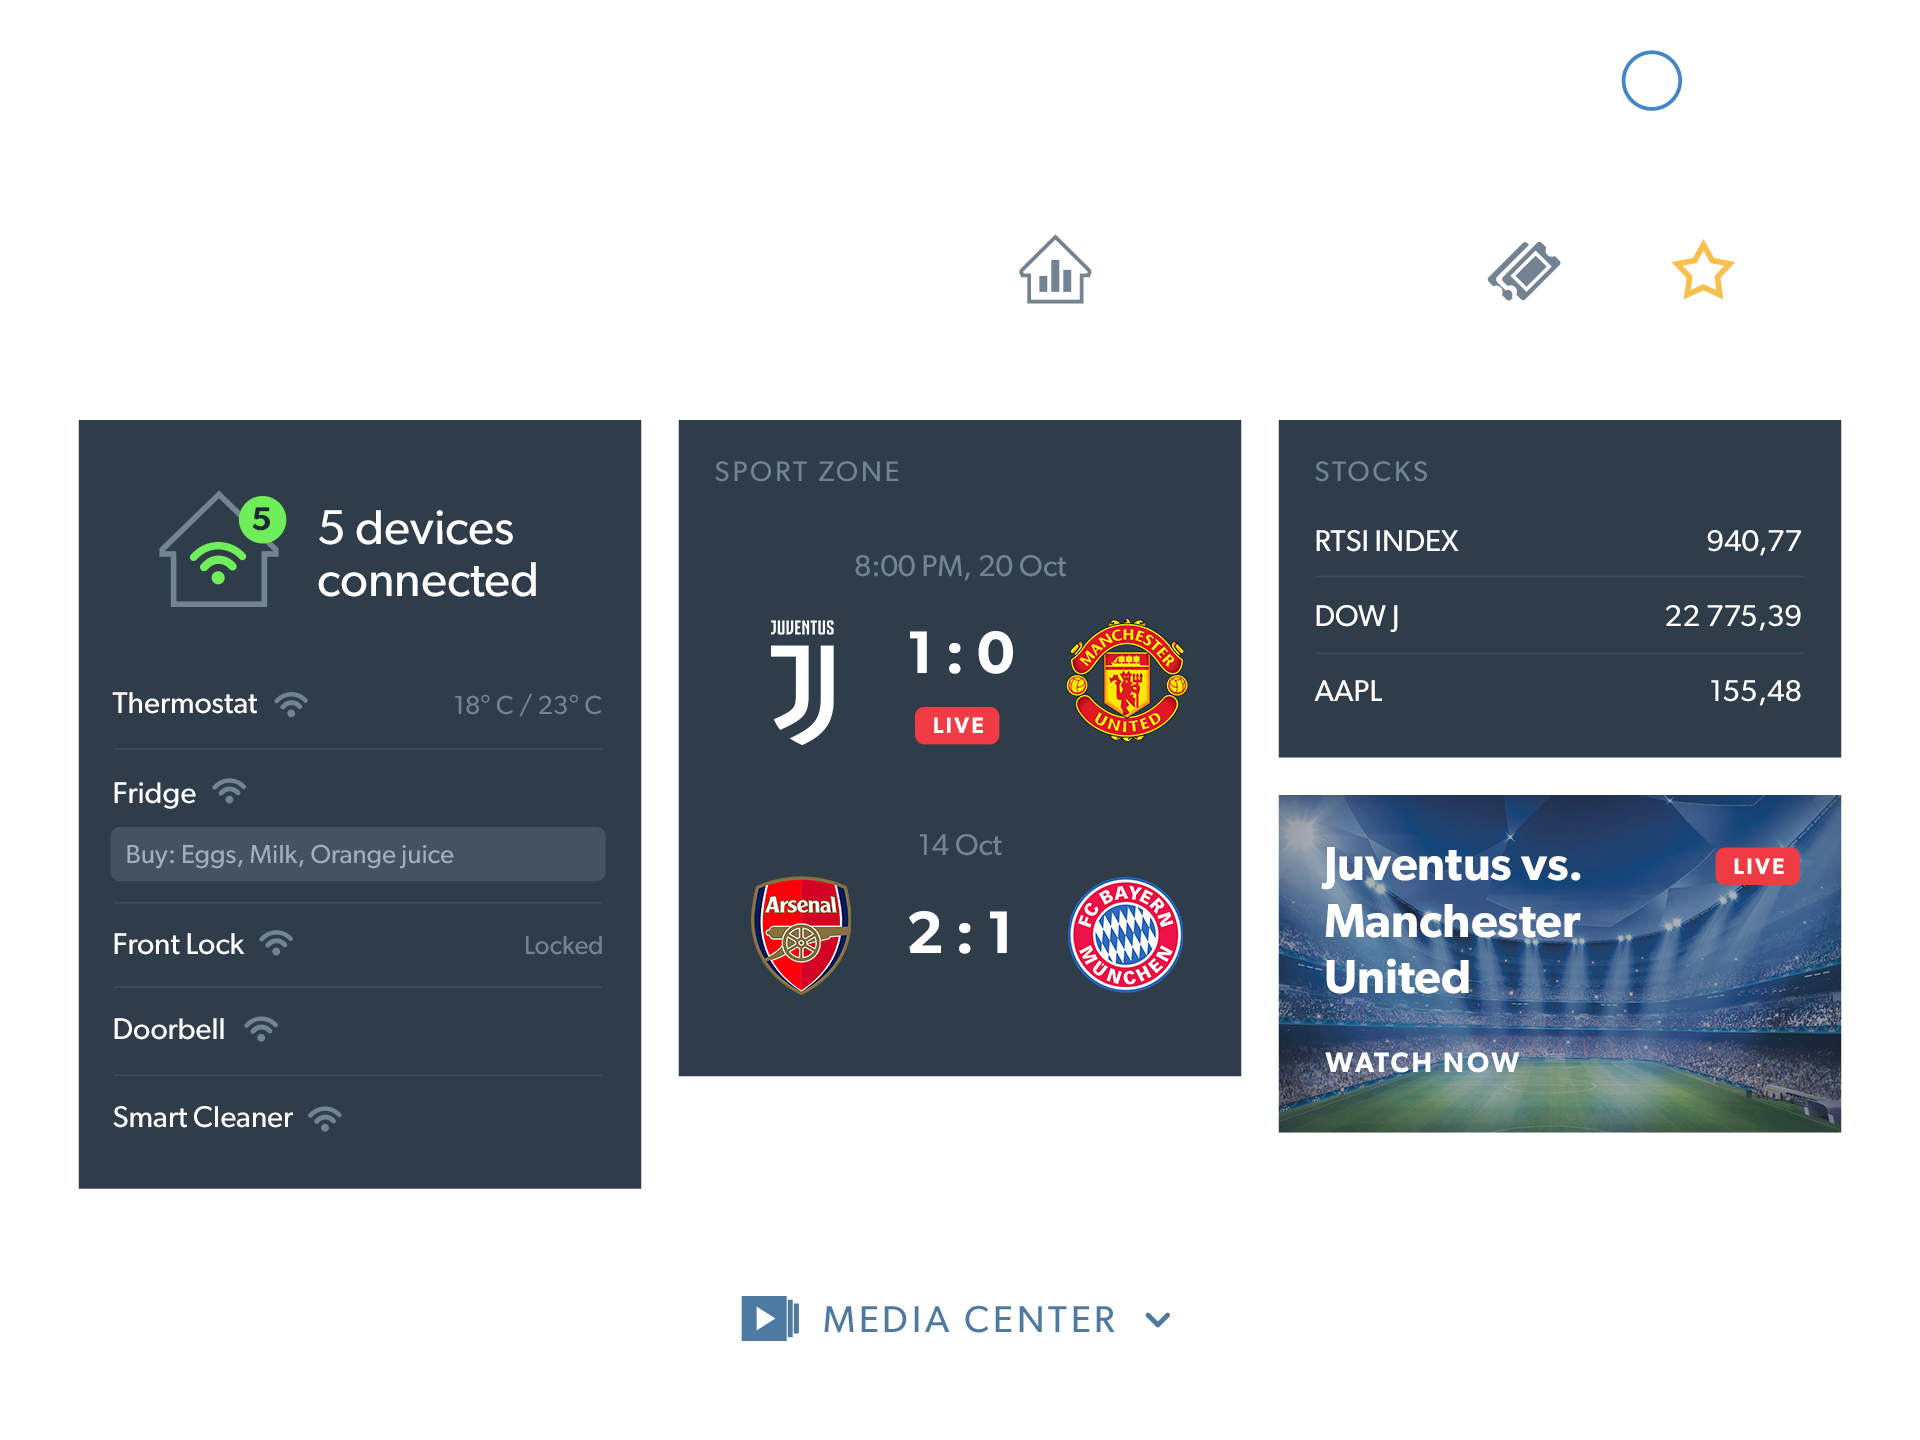 5
5 devices
connected
Thermostat 18° C / 23° C
Fridge
Buy: Eggs, Milk, Orange juice
Front Lock Locked
Doorbell
Smart Cleaner
SPORT ZONE
8:00 PM, 20 Oct
JUVENTUS
1 : 0
MANCHESTER
UNITED
LIVE
14 Oct
Arsenal
2 : 1
FC BAYERN
MÜNCHEN
STOCKS
RTSI INDEX 940,77
DOW J 22 775,39
AAPL 155,48
Juventus vs.
Manchester
United
LIVE
WATCH NOW
MEDIA CENTER